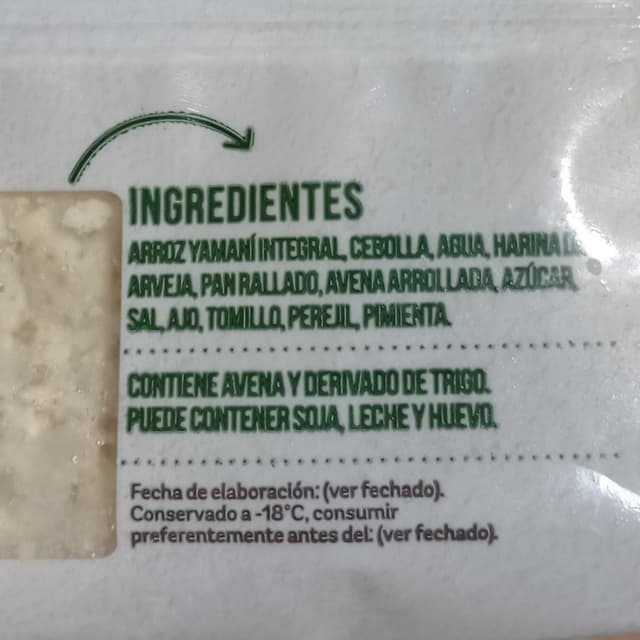 INGREDIENTES
ARROZ YAMANÍ INTEGRAL, CEBOLLA, AGUA, HARINA DE
ARVEJA, PAN RALLADO, AVENA ARROLLADA, AZÚCAR,
SAL, AJO, TOMILLO, PEREJIL, PIMIENTA.
CONTIENE AVENA Y DERIVADO DE TRIGO.
PUEDE CONTENER SOJA, LECHE Y HUEVO.
Fecha de elaboración: (ver fechado).
Conservado a -18°C, consumir
preferentemente antes del: (ver fechado).